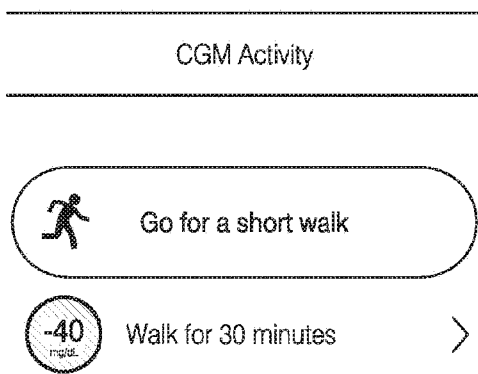 CGM Activity
Go for a short walk
-40
mg/dL
Walk for 30 minutes